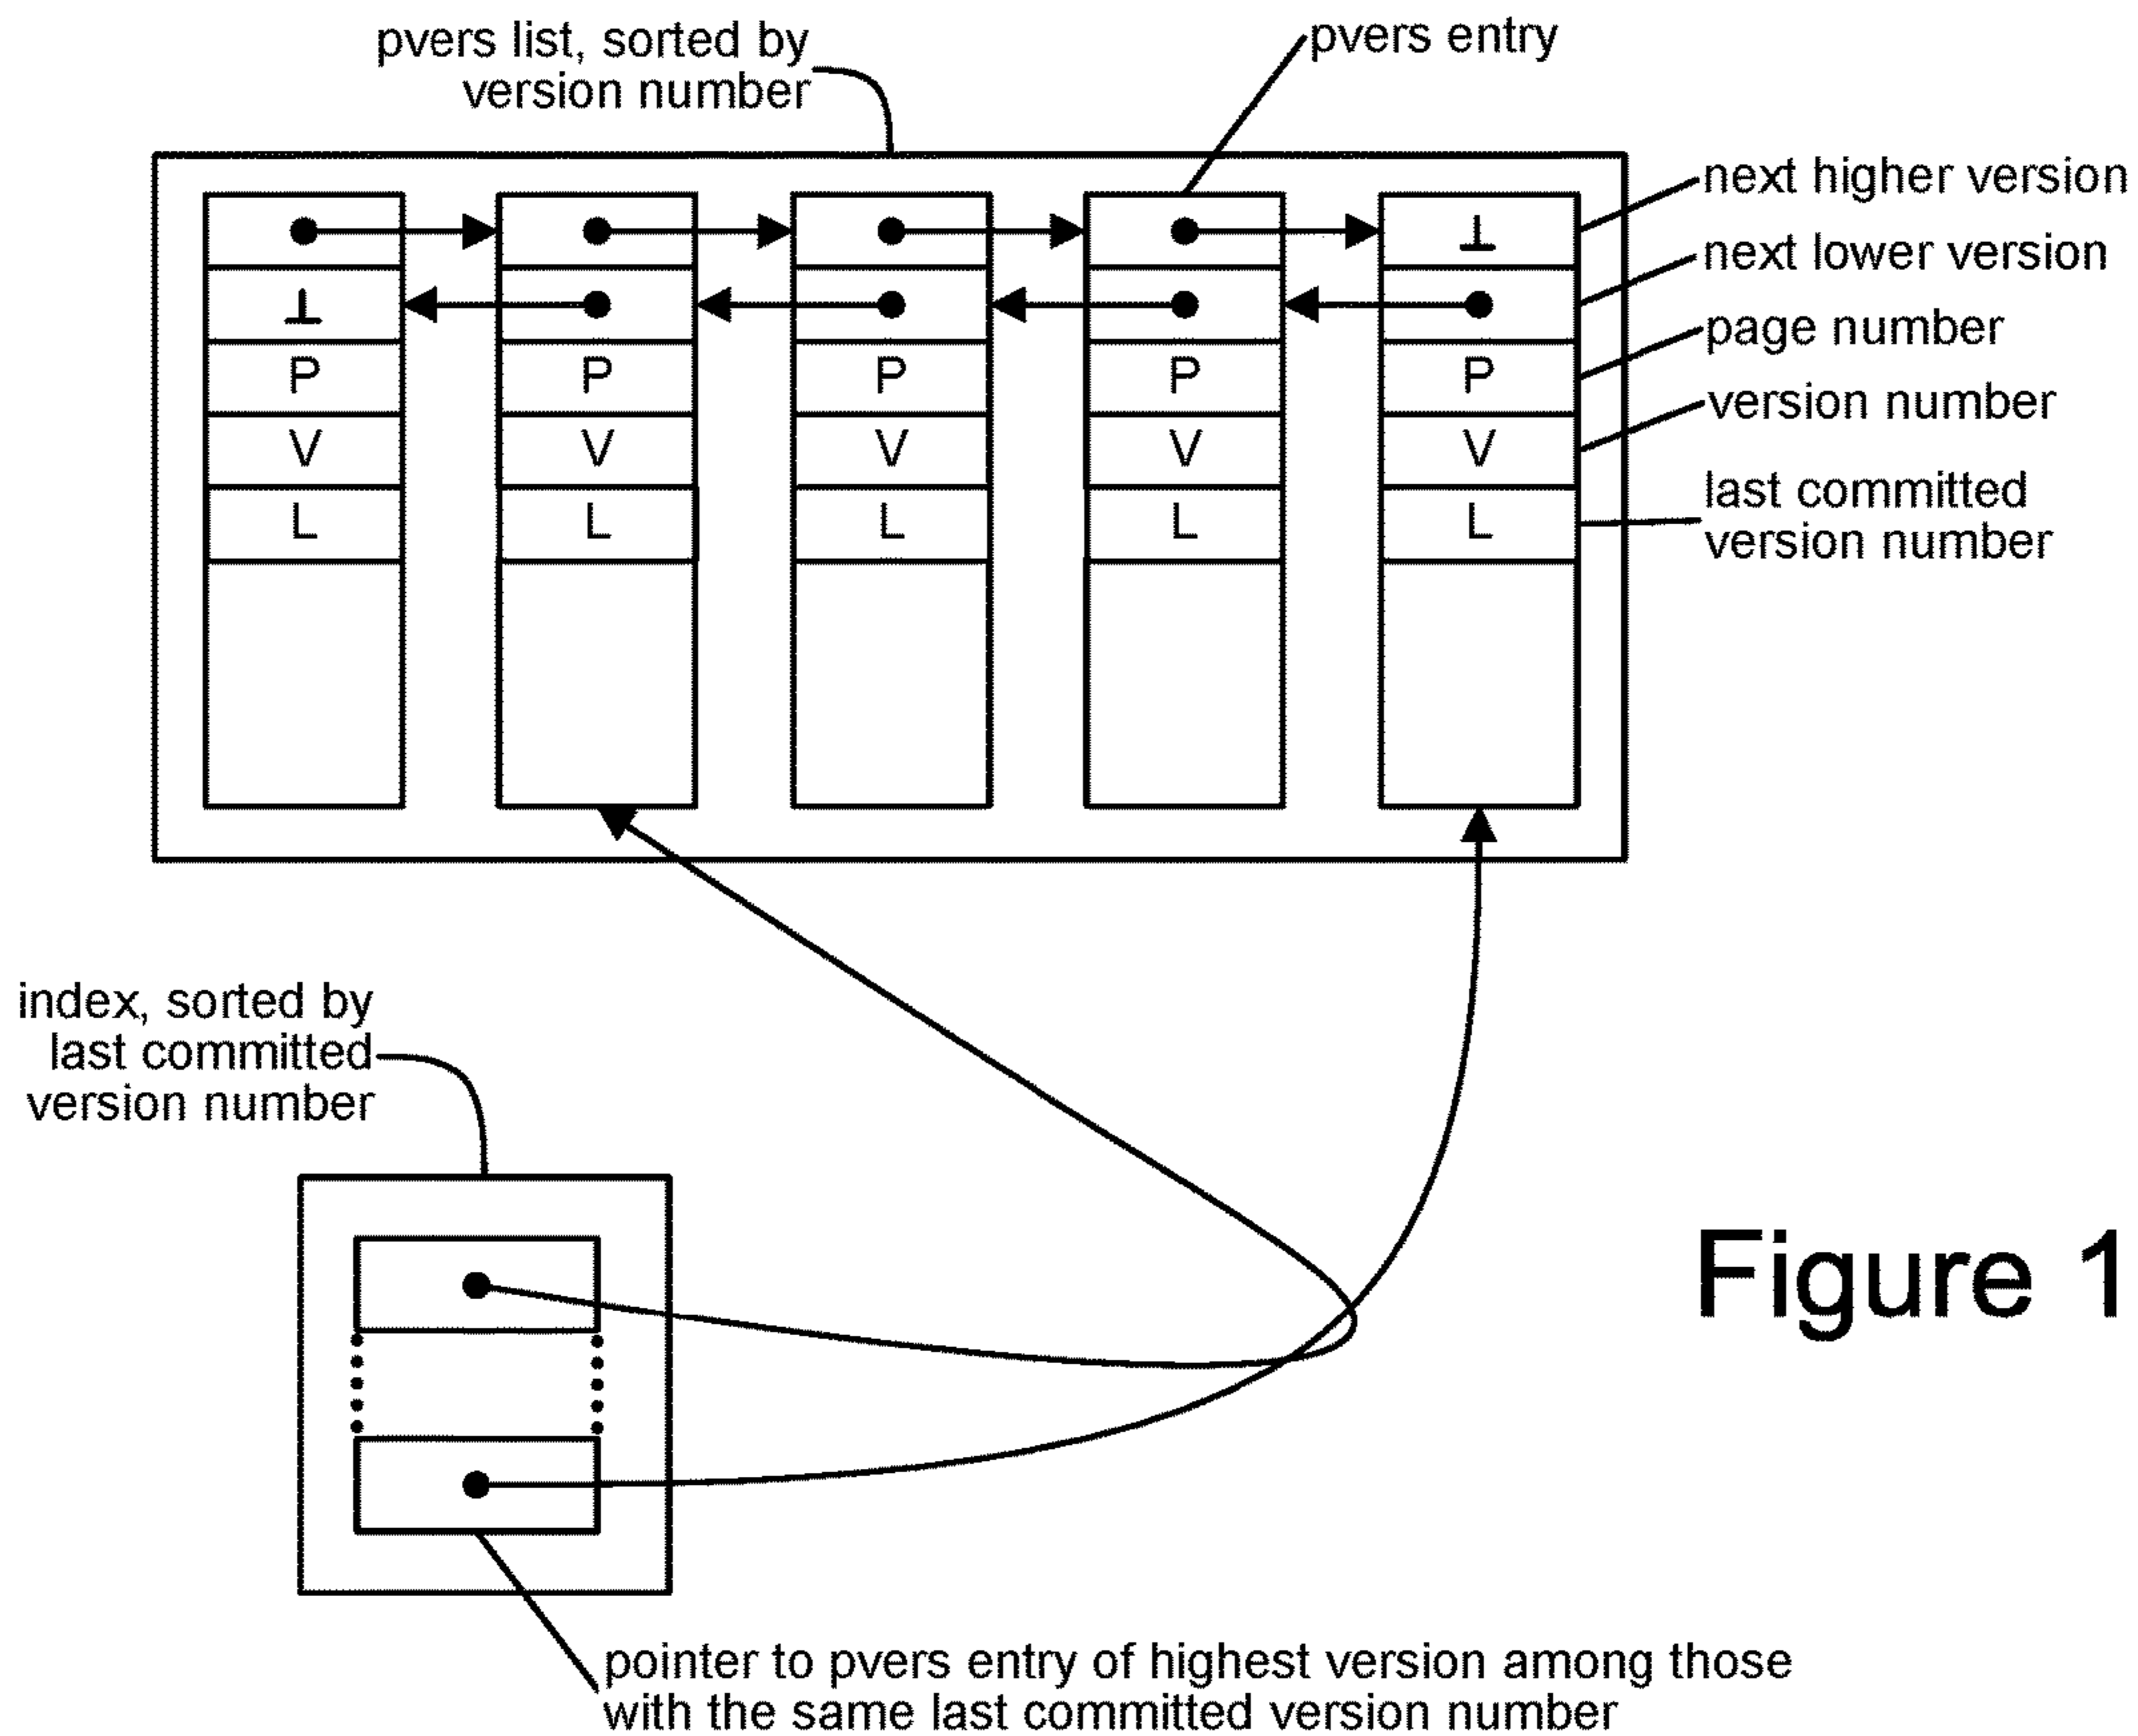 pvers list, sorted by
version number
pvers entry
next higher version
next lower version
page number
version number
last committed
version number
⊥
⊥
P P P P P
V V V V V
L L L L L
index, sorted by
last committed
version number
Figure 1
pointer to pvers entry of highest version among those
with the same last committed version number